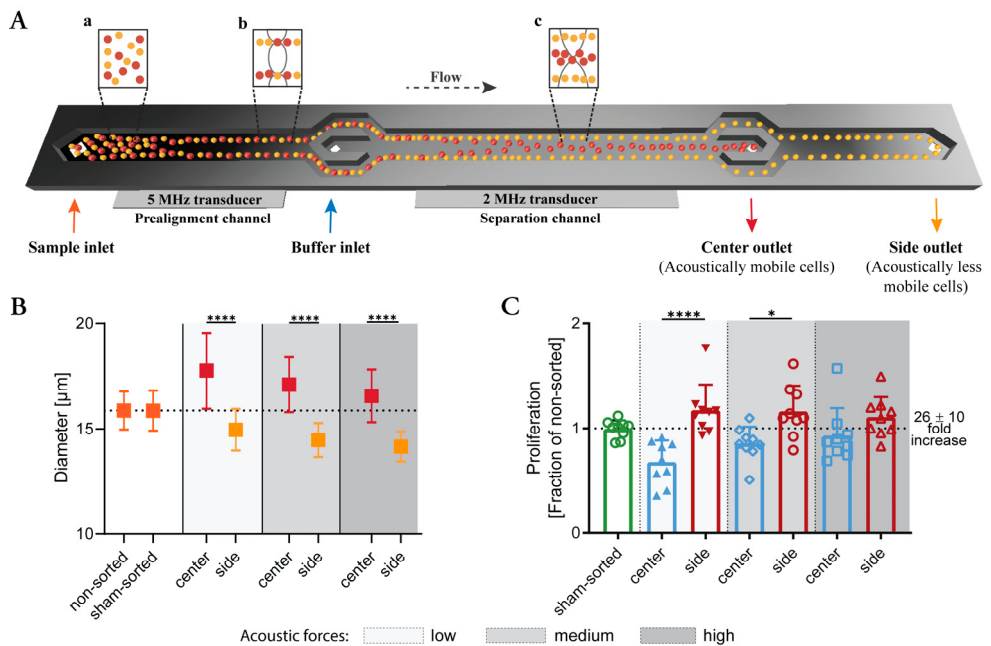 A
a
b
c
Flow
5 MHz transducer
2 MHz transducer
Prealignment channel
Separation channel
Sample inlet
Buffer inlet
Center outlet
(Acoustically mobile cells)
Side outlet
(Acoustically less
mobile cells)
B
20
15
10
Diameter [µm]
****
****
****
non-sorted
sham-sorted
center
side
center
side
center
side
C
2
1
0
Proliferation
[Fraction of non-sorted]
****
*
26 ± 10
fold
increase
sham-sorted
center
side
center
side
center
side
Acoustic forces:
low
medium
high